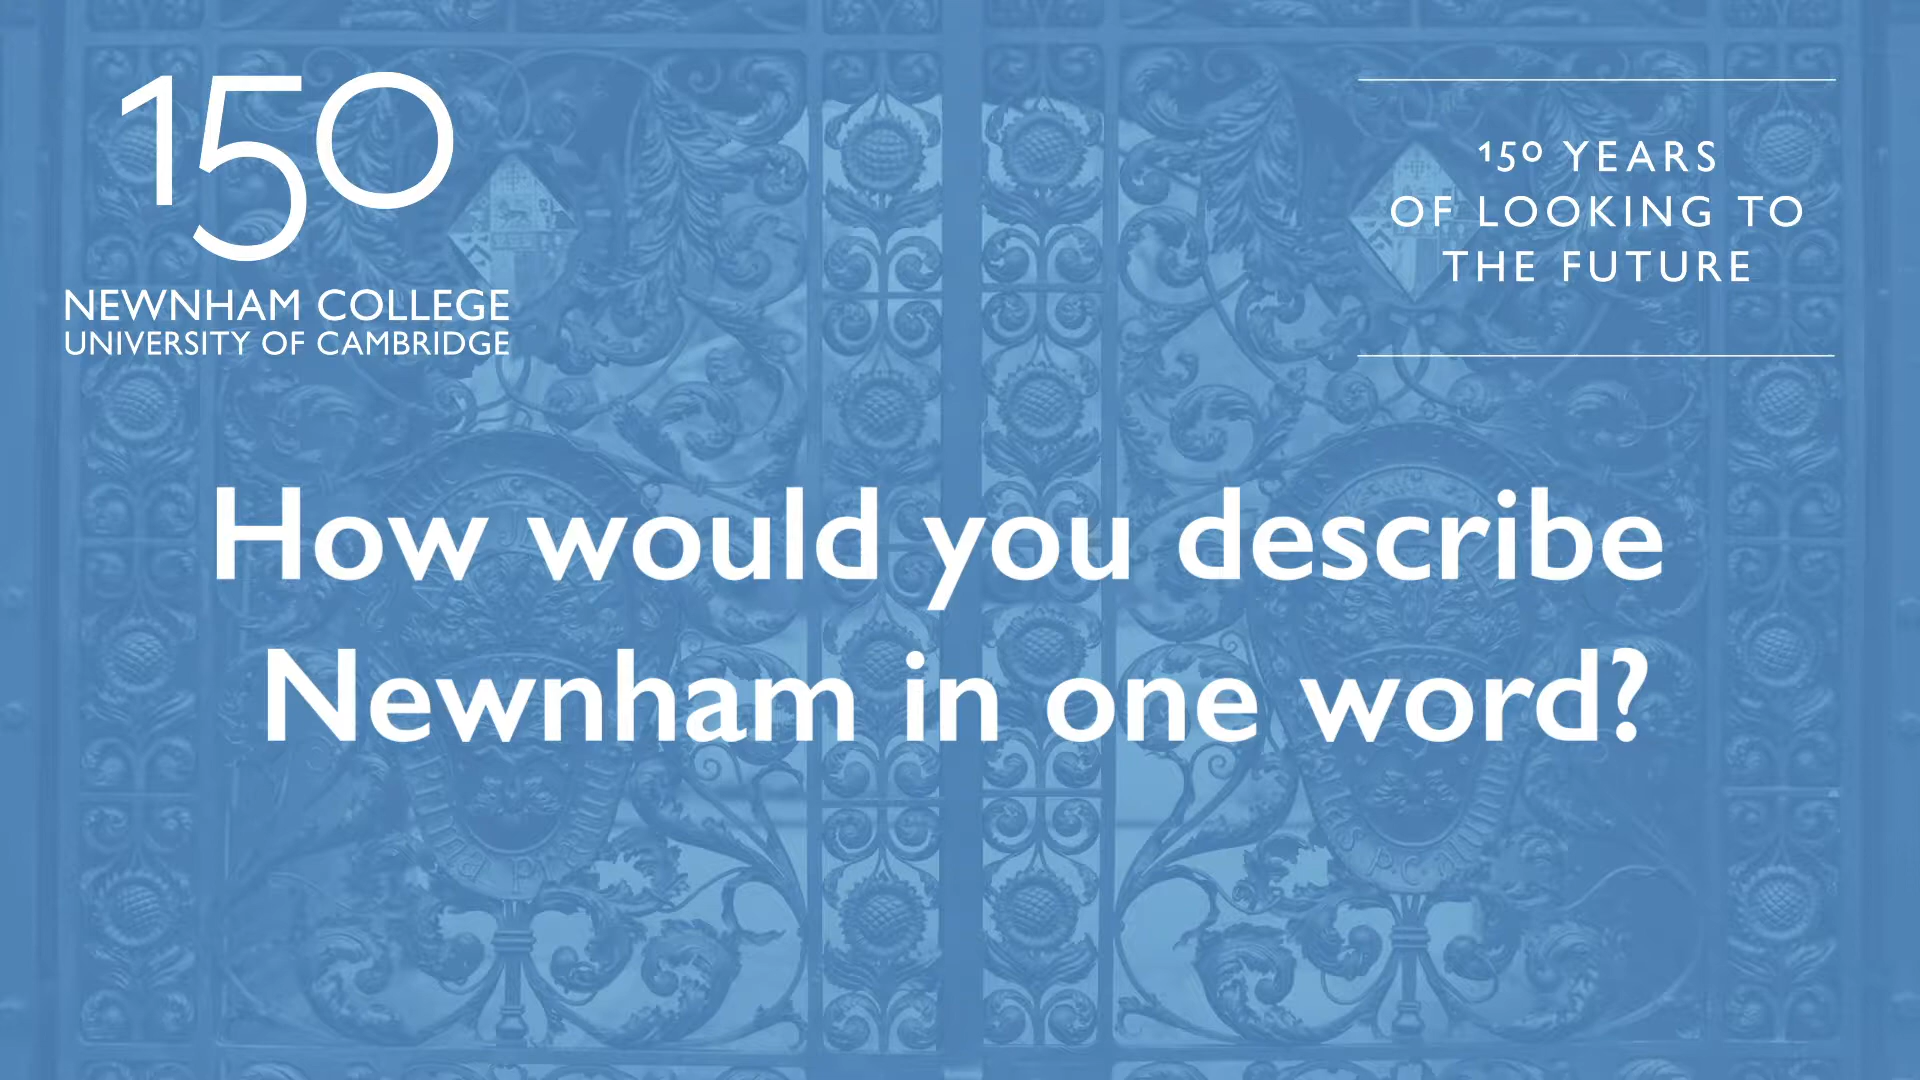 150
NEWNHAM COLLEGE
UNIVERSITY OF CAMBRIDGE
150 YEARS
OF LOOKING TO
THE FUTURE
How would you describe
Newnham in one word?